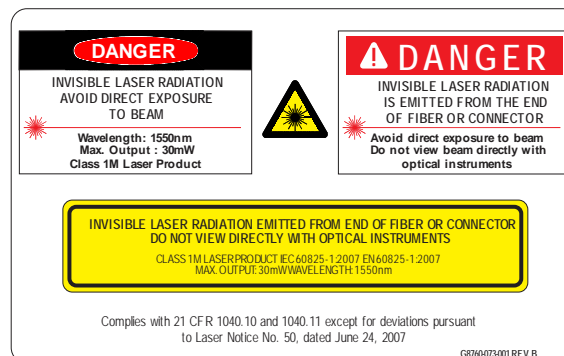 DANGER
INVISIBLE LASER RADIATION
AVOID DIRECT EXPOSURE
TO BEAM
Wavelength: 1550nm
Max. Output : 30mW
Class 1M Laser Product
DANGER
INVISIBLE LASER RADIATION
IS EMITTED FROM THE END
OF FIBER OR CONNECTOR
Avoid direct exposure to beam
Do not view beam directly with
optical instruments
INVISIBLE LASER RADIATION EMITTED FROM END OF FIBER OR CONNECTOR
DO NOT VIEW DIRECTLY WITH OPTICAL INSTRUMENTS
CLASS 1M LASER PRODUCT IEC 60825-1:2007 EN 60825-1:2007
MAX. OUTPUT: 30mW WAVELENGTH: 1550nm
Complies with 21 CFR 1040.10 and 1040.11 except for deviations pursuant
to Laser Notice No. 50, dated June 24, 2007
G8760-073-001 REV. B